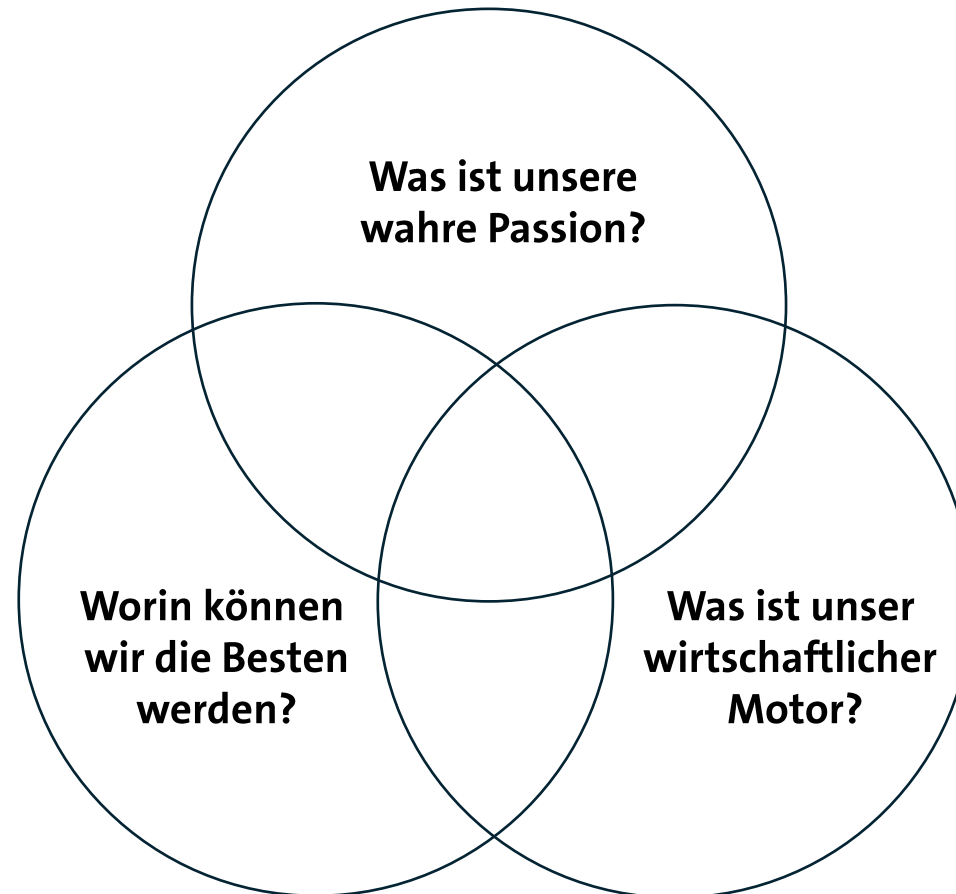 Was ist unsere
wahre Passion?
Worin können
wir die Besten
werden?
Was ist unser
wirtschaftlicher
Motor?